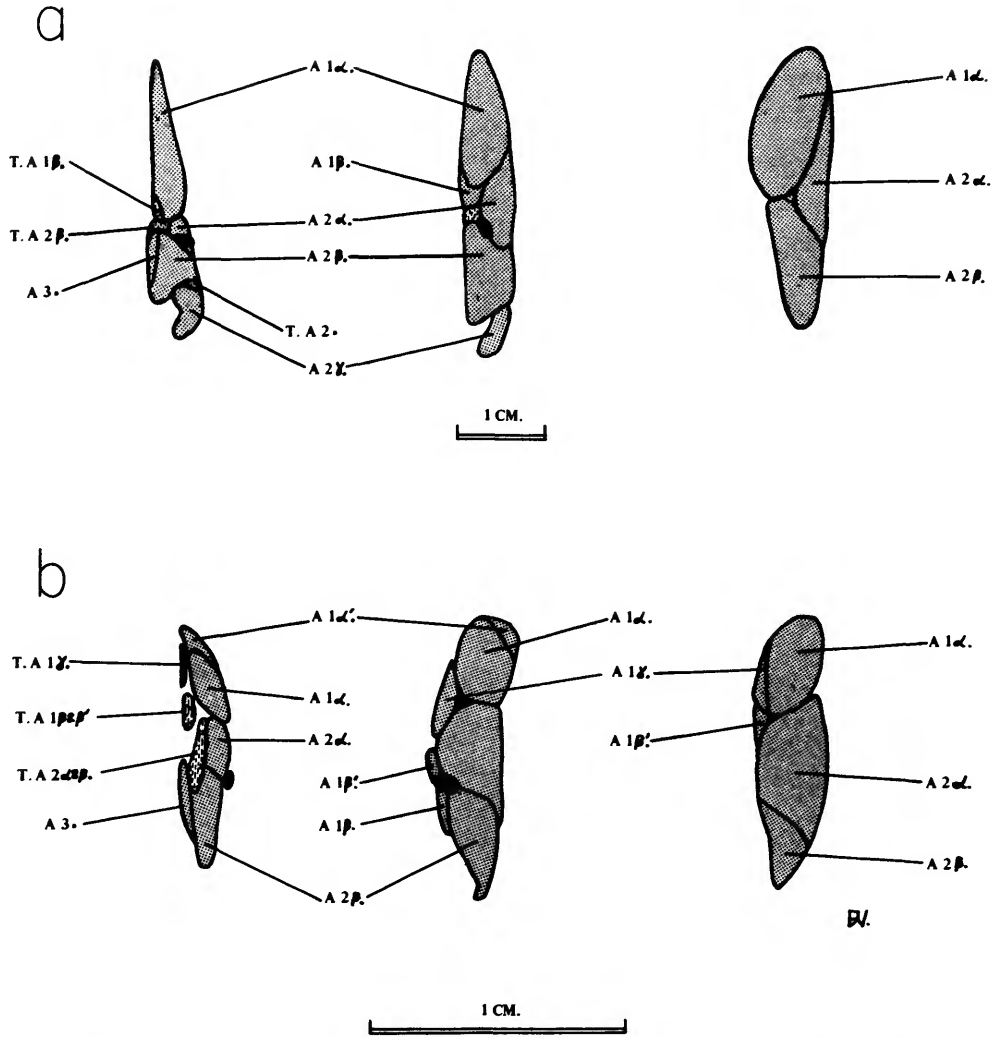 a
A 1α.
A 1α.
T. A 1β.
A 1β.
T. A 2β.
A 2α.
A 2α.
A 3.
A 2β.
A 2β.
T. A 2.
A 2γ.
1 CM.
b
A 1α'.
A 1α.
T. A 1γ.
A 1γ.
A 1α.
A 1α.
T. A 1β&β'
A 1β'.
A 2α.
T. A 2α&β.
A 1β'.
A 2α.
A 3.
A 1β.
A 2β.
A 2β.
1 CM.